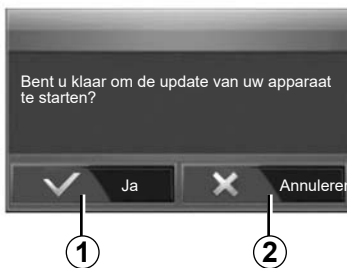 Bent u klaar om de update van uw apparaat
te starten?
Ja
Annuleren
1
2